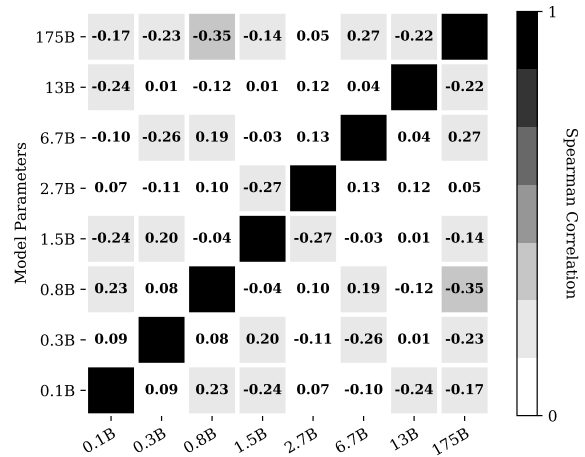 1
175B -0.17 -0.23 -0.35 -0.14 0.05 0.27 -0.22
13B -0.24 0.01 -0.12 0.01 0.12 0.04 -0.22
6.7B -0.10 -0.26 0.19 -0.03 0.13 0.04 0.27
2.7B 0.07 -0.11 0.10 -0.27 0.13 0.12 0.05
1.5B -0.24 0.20 -0.04 -0.27 -0.03 0.01 -0.14
0.8B 0.23 0.08 -0.04 0.10 0.19 -0.12 -0.35
0.3B 0.09 0.08 0.20 -0.11 -0.26 0.01 -0.23
0.1B 0.09 0.23 -0.24 0.07 -0.10 -0.24 -0.17
0
0.1B 0.3B 0.8B 1.5B 2.7B 6.7B 13B 175B
Model Parameters
Spearman Correlation